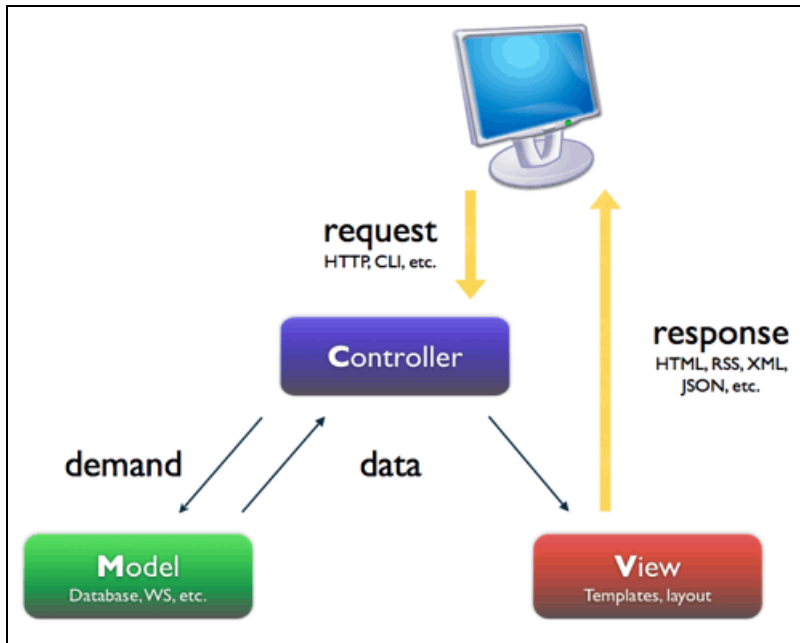 request
HTTP, CLI, etc.
Controller
response
HTML, RSS, XML,
JSON, etc.
demand
data
Model
Database, WS, etc.
View
Templates, layout